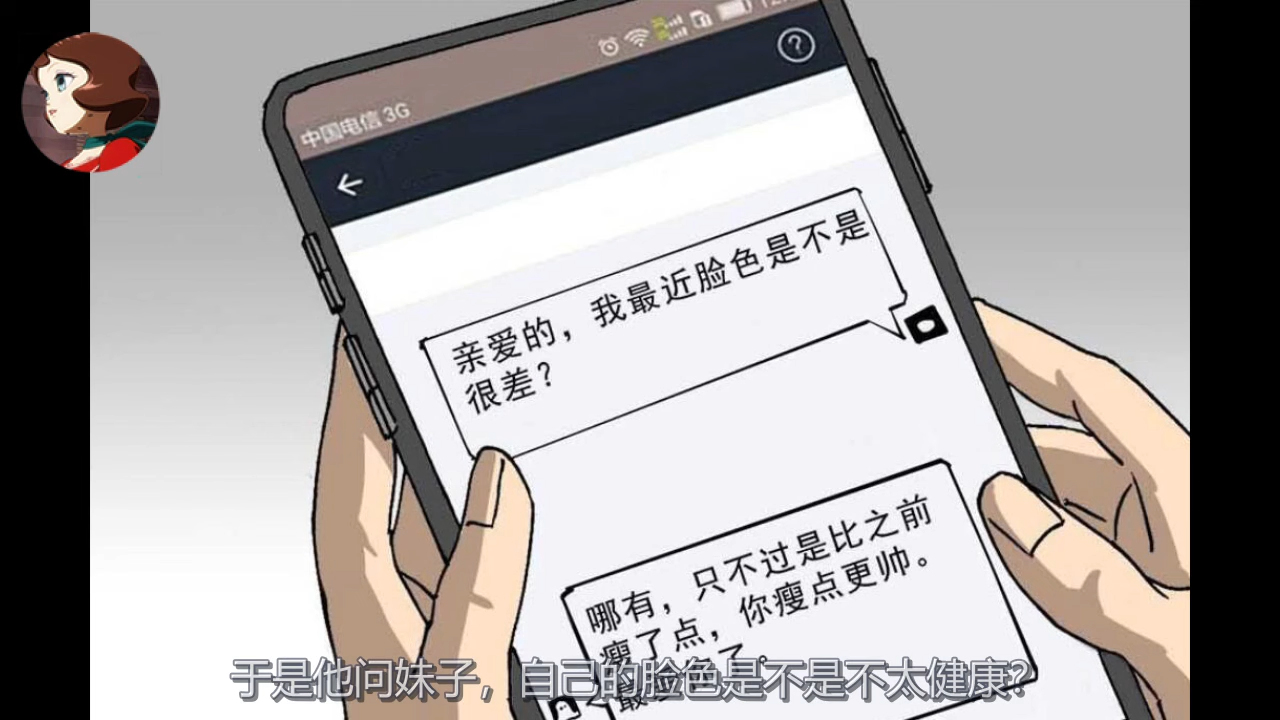 中国电信 3G
亲爱的，我最近脸色是不是
很差？
哪有，只不过是比之前
瘦了点，你瘦点更帅。
于是他问妹子，自己的脸色是不是不太健康？